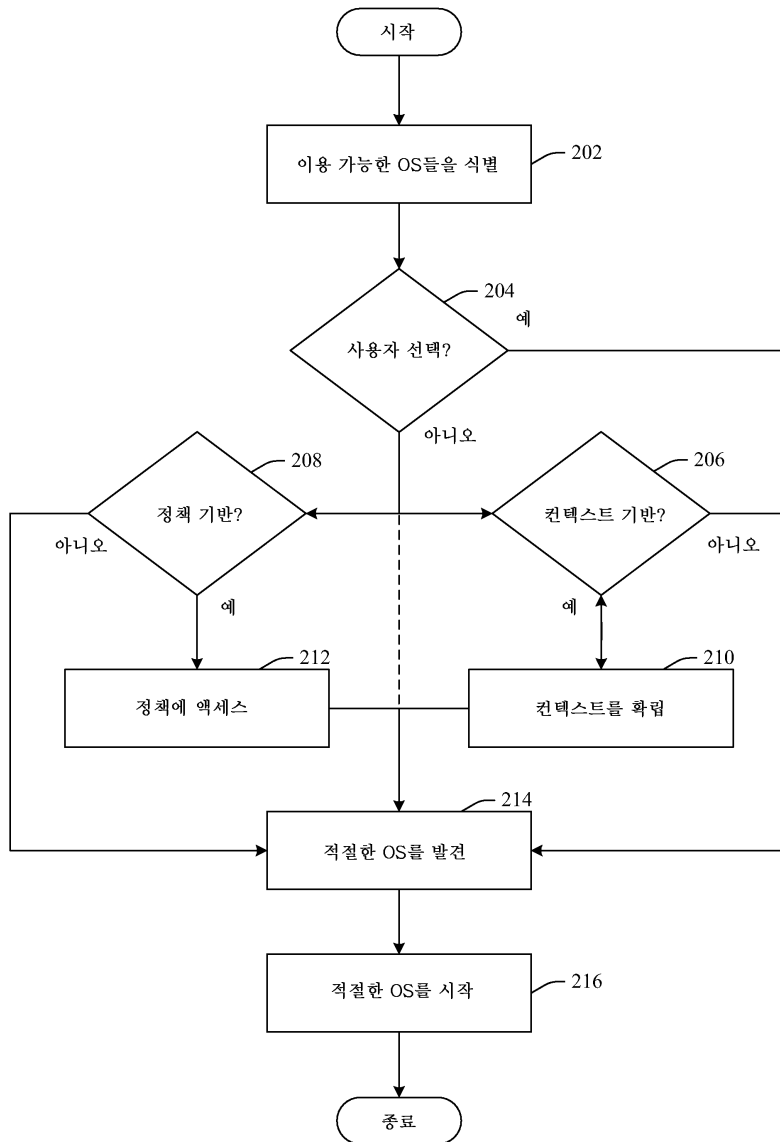 시작
이용 가능한 OS들을 식별
202
204
예
사용자 선택?
아니오
208
206
정책 기반?
컨텍스트 기반?
아니오
아니오
예
예
212
210
정책에 액세스
컨텍스트를 확립
214
적절한 OS를 발견
적절한 OS를 시작
216
종료